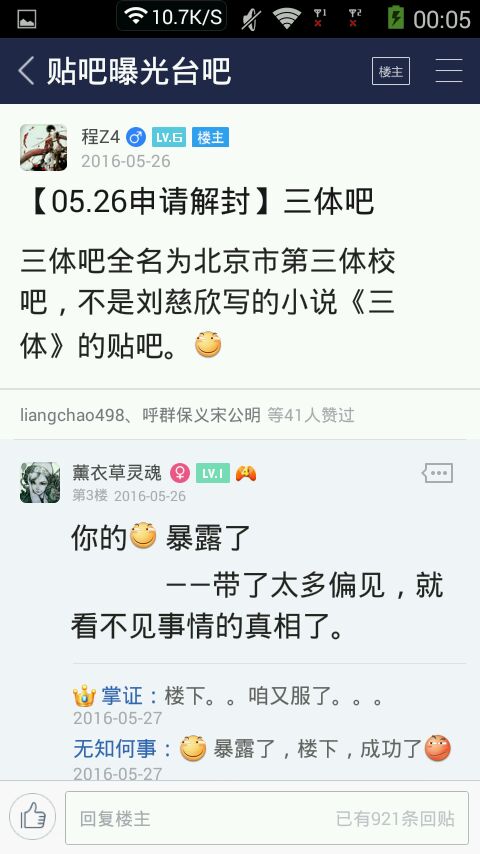 10.7K/S
00:05
贴吧曝光台吧
楼主
程Z4 LV.6 楼主
2016-05-26
【05.26申请解封】三体吧
三体吧全名为北京市第三体校
吧，不是刘慈欣写的小说《三
体》的贴吧。
liangchao498、呼群保义宋公明 等41人赞过
薰衣草灵魂 LV.1 4
第3楼 2016-05-26
你的 暴露了
——带了太多偏见，就
看不见事情的真相了。
掌证：楼下。。咱又服了。。。
2016-05-27
无知何事： 暴露了，楼下，成功了
2016-05-27
回复楼主
已有921条回贴